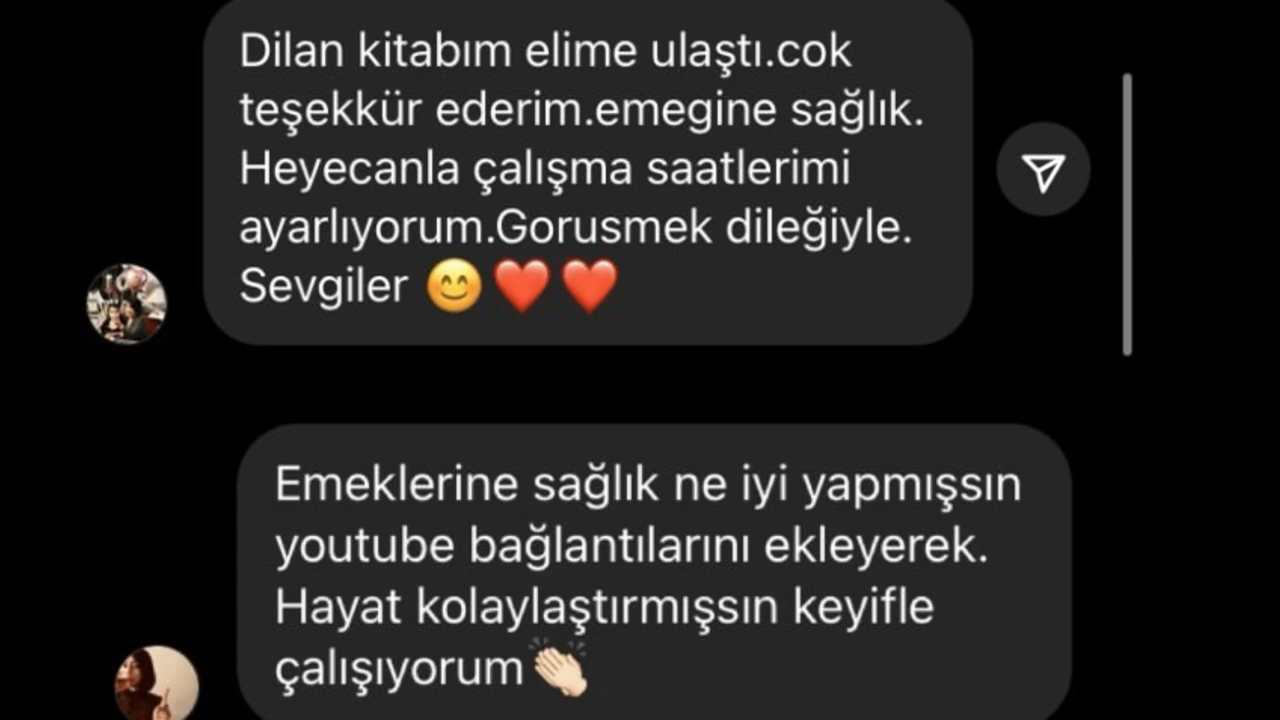 Dilan kitabım elime ulaştı.cok
teşekkür ederim.emegine sağlık.
Heyecanla çalışma saatlerimi
ayarlıyorum.Gorusmek dileğiyle.
Sevgiler 😊❤️❤️
Emeklerine sağlık ne iyi yapmışsın
youtube bağlantılarını ekleyerek.
Hayat kolaylaştırmışsın keyifle
çalışıyorum👏🏻